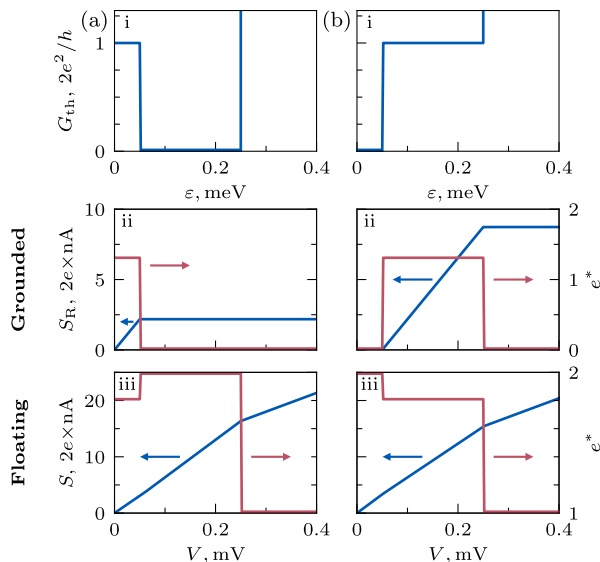 (a) i (b) i
G_th, 2e²/h
1
0
0 0.2 0.4 0 0.2 0.4
ε, meV ε, meV
Grounded
S_R, 2e×nA
10
5
0
ii ii
2
1
0
e*
Floating
S, 2e×nA
20
10
0
iii iii
2
1
e*
0 0.2 0.4 0 0.2 0.4
V, mV V, mV